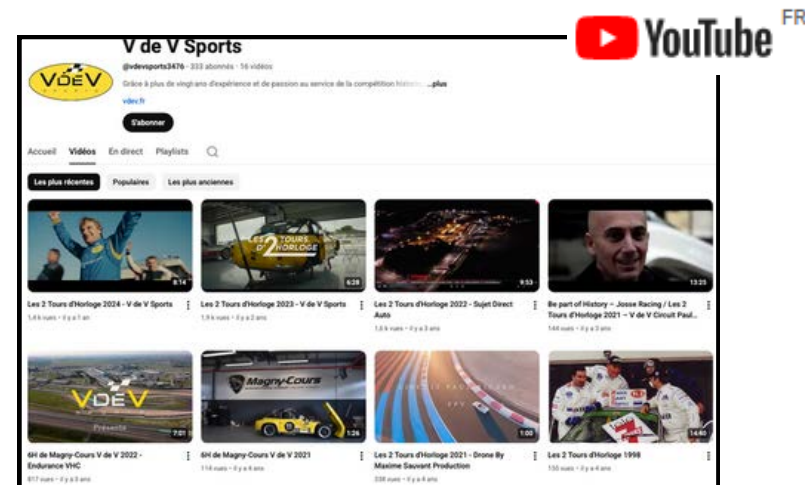 YouTube FR
V de V Sports
@vdevsports3476 · 333 abonnés · 16 vidéos
Grâce à plus de vingt ans d'expérience et de passion au service de la compétition ...plus
vdev.fr
S'abonner
Accueil Vidéos En direct Playlists
Les plus récentes Populaires Les plus anciennes
VDEV
SPORTS
LES 2 TOURS
D'HORLOGE
8:14 6:28 9:53 13:25
Les 2 Tours d'Horloge 2024 - V de V Sports
1,4 k vues · il y a 1 an
Les 2 Tours d'Horloge 2023 - V de V Sports
1,9 k vues · il y a 2 ans
Les 2 Tours d'Horloge 2022 - Sujet Direct
Auto
1,6 k vues · il y a 3 ans
Be part of History – Josse Racing / Les 2
Tours d'Horloge 2021 – V de V Circuit Paul...
144 vues · il y a 3 ans
VDEV
Présente
Magny-Cours
7:01 1:26 1:00 14:40
6H de Magny-Cours V de V 2022 -
Endurance VHC
817 vues · il y a 3 ans
6H de Magny-Cours V de V 2021
114 vues · il y a 4 ans
Les 2 Tours d'Horloge 2021 - Drone By
Maxime Sauvant Production
338 vues · il y a 4 ans
Les 2 Tours d'Horloge 1998
150 vues · il y a 4 ans